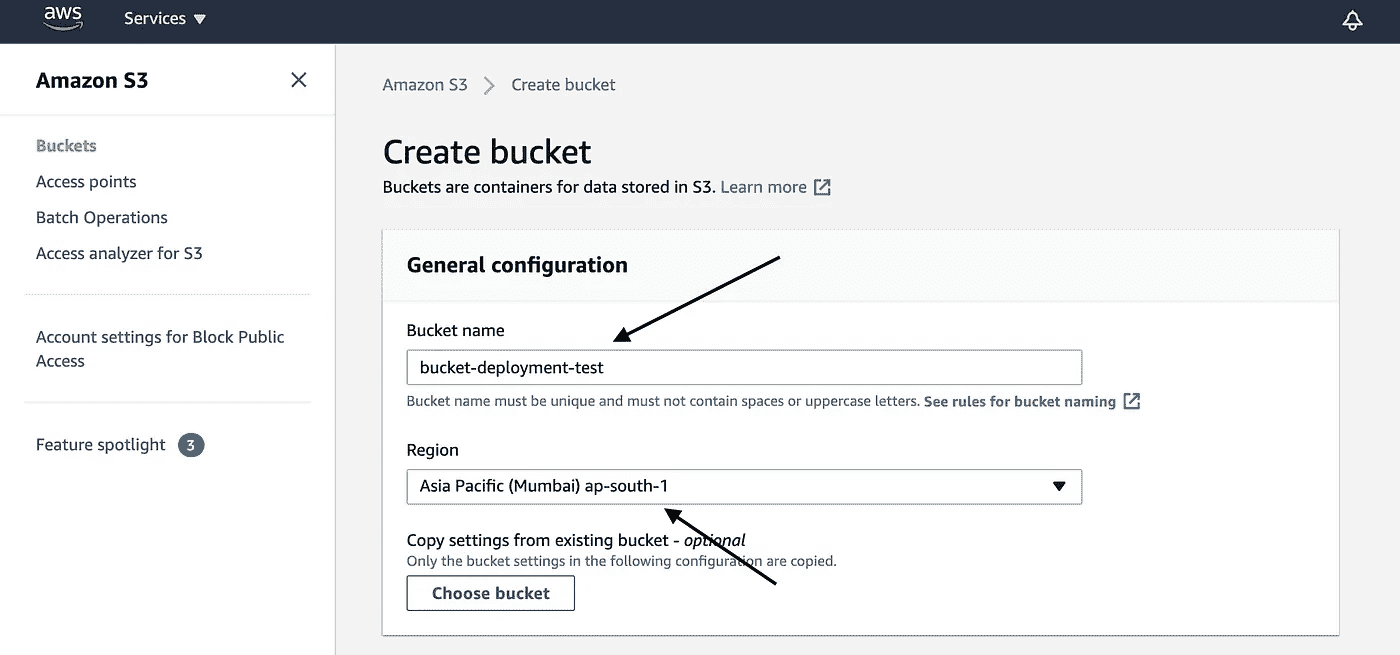 aws
Services
Amazon S3
Buckets
Access points
Batch Operations
Access analyzer for S3
Account settings for Block Public
Access
Feature spotlight 3
Amazon S3 > Create bucket
Create bucket
Buckets are containers for data stored in S3. Learn more
General configuration
Bucket name
bucket-deployment-test
Bucket name must be unique and must not contain spaces or uppercase letters. See rules for bucket naming
Region
Asia Pacific (Mumbai) ap-south-1
Copy settings from existing bucket - optional
Only the bucket settings in the following configuration are copied.
Choose bucket